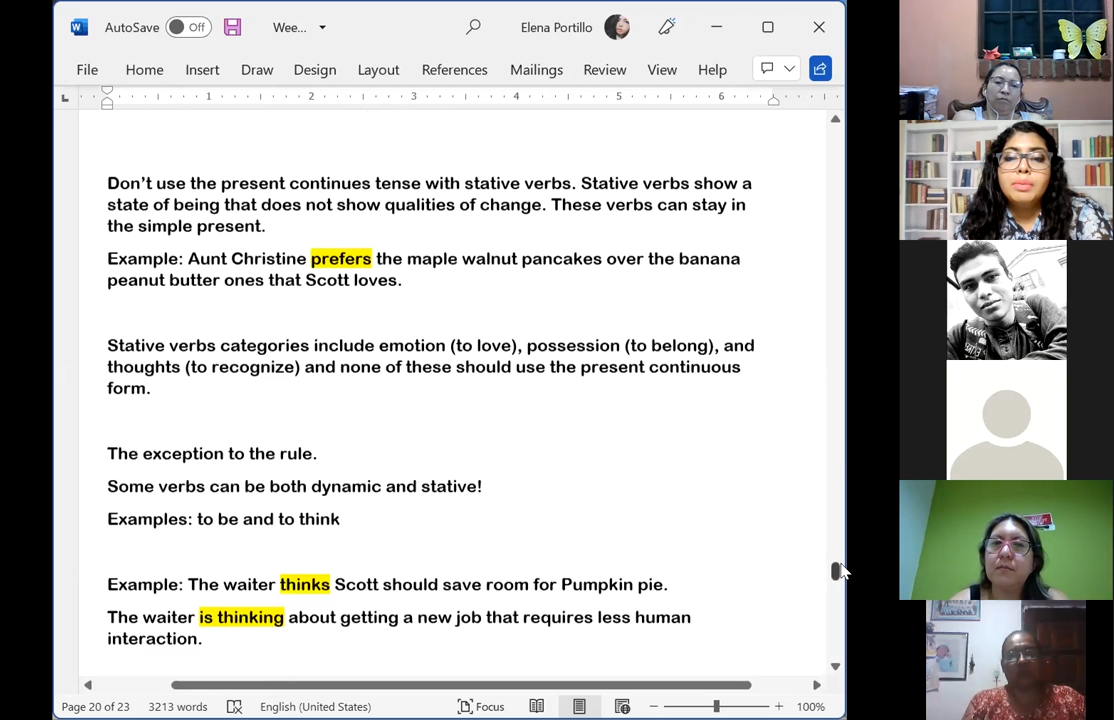 AutoSave Off Wee... Elena Portillo
File Home Insert Draw Design Layout References Mailings Review View Help
1 2 3 4 5 6
Don’t use the present continues tense with stative verbs. Stative verbs show a
state of being that does not show qualities of change. These verbs can stay in
the simple present.
Example: Aunt Christine prefers the maple walnut pancakes over the banana
peanut butter ones that Scott loves.
Stative verbs categories include emotion (to love), possession (to belong), and
thoughts (to recognize) and none of these should use the present continuous
form.
The exception to the rule.
Some verbs can be both dynamic and stative!
Examples: to be and to think
Example: The waiter thinks Scott should save room for Pumpkin pie.
The waiter is thinking about getting a new job that requires less human
interaction.
Page 20 of 23 3213 words English (United States) Focus 100%